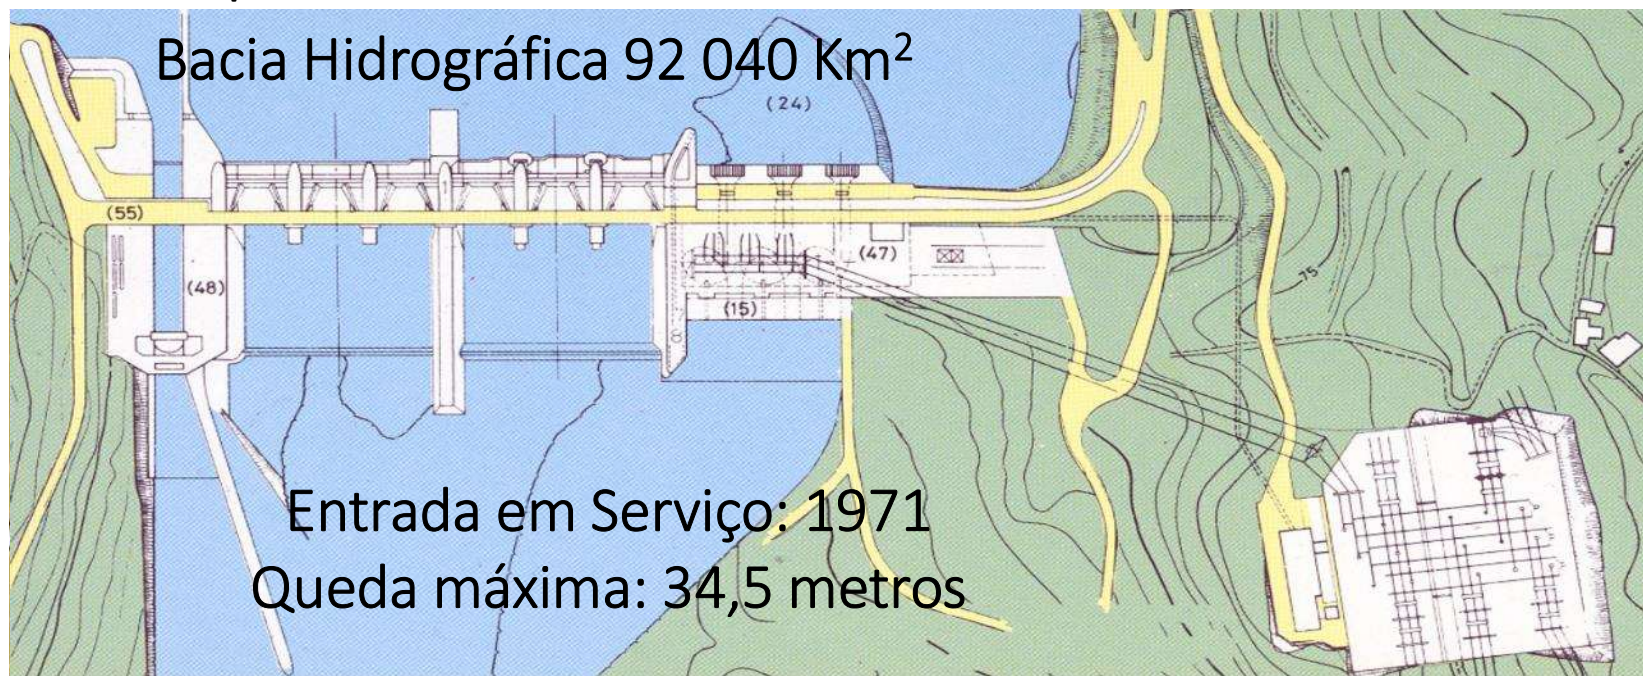 Bacia Hidrográfica 92 040 Km²
(24)
(55)
(47)
(48)
(15)
75
Entrada em Serviço: 1971
Queda máxima: 34,5 metros